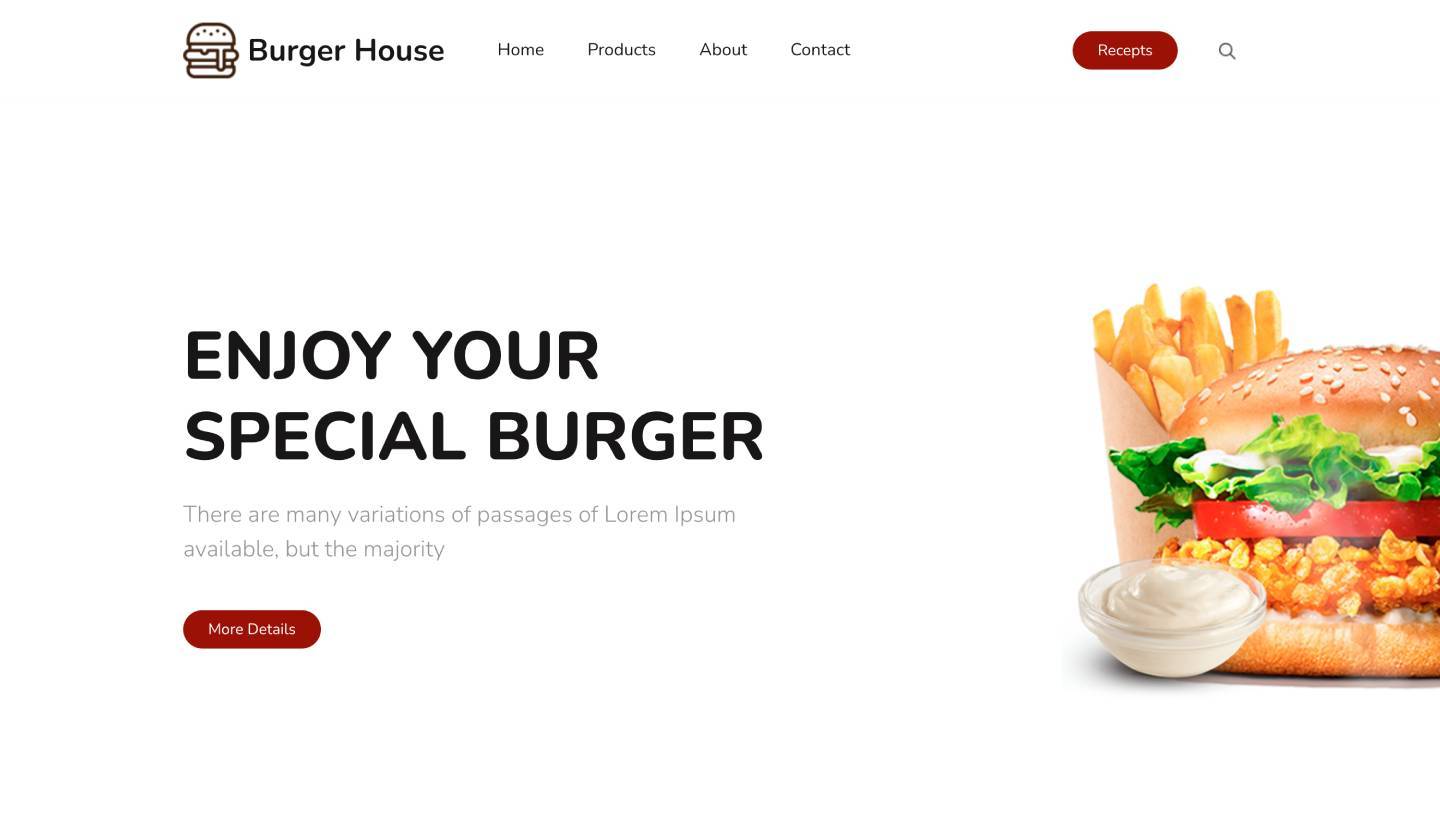 Burger House
Home
Products
About
Contact
Recepts
ENJOY YOUR
SPECIAL BURGER
There are many variations of passages of Lorem Ipsum
available, but the majority
More Details